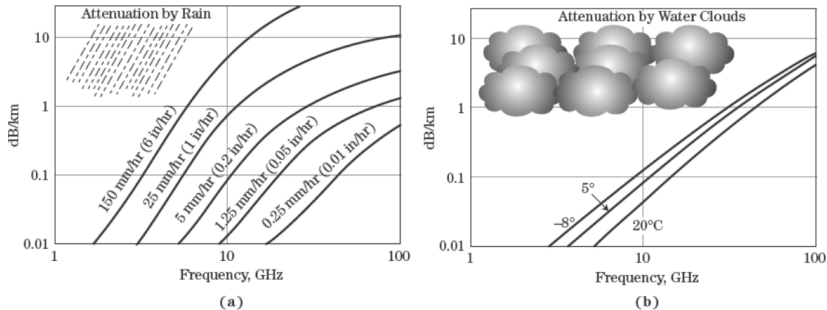 Attenuation by Rain
10
1
0.1
0.01
dB/km
150 mm/hr (6 in/hr)
25 mm/hr (1 in/hr)
5 mm/hr (0.2 in/hr)
1.25 mm/hr (0.05 in/hr)
0.25 mm/hr (0.01 in/hr)
1
10
100
Frequency, GHz
(a)
Attenuation by Water Clouds
10
1
0.1
0.01
dB/km
5°
–8°
20°C
1
10
100
Frequency, GHz
(b)